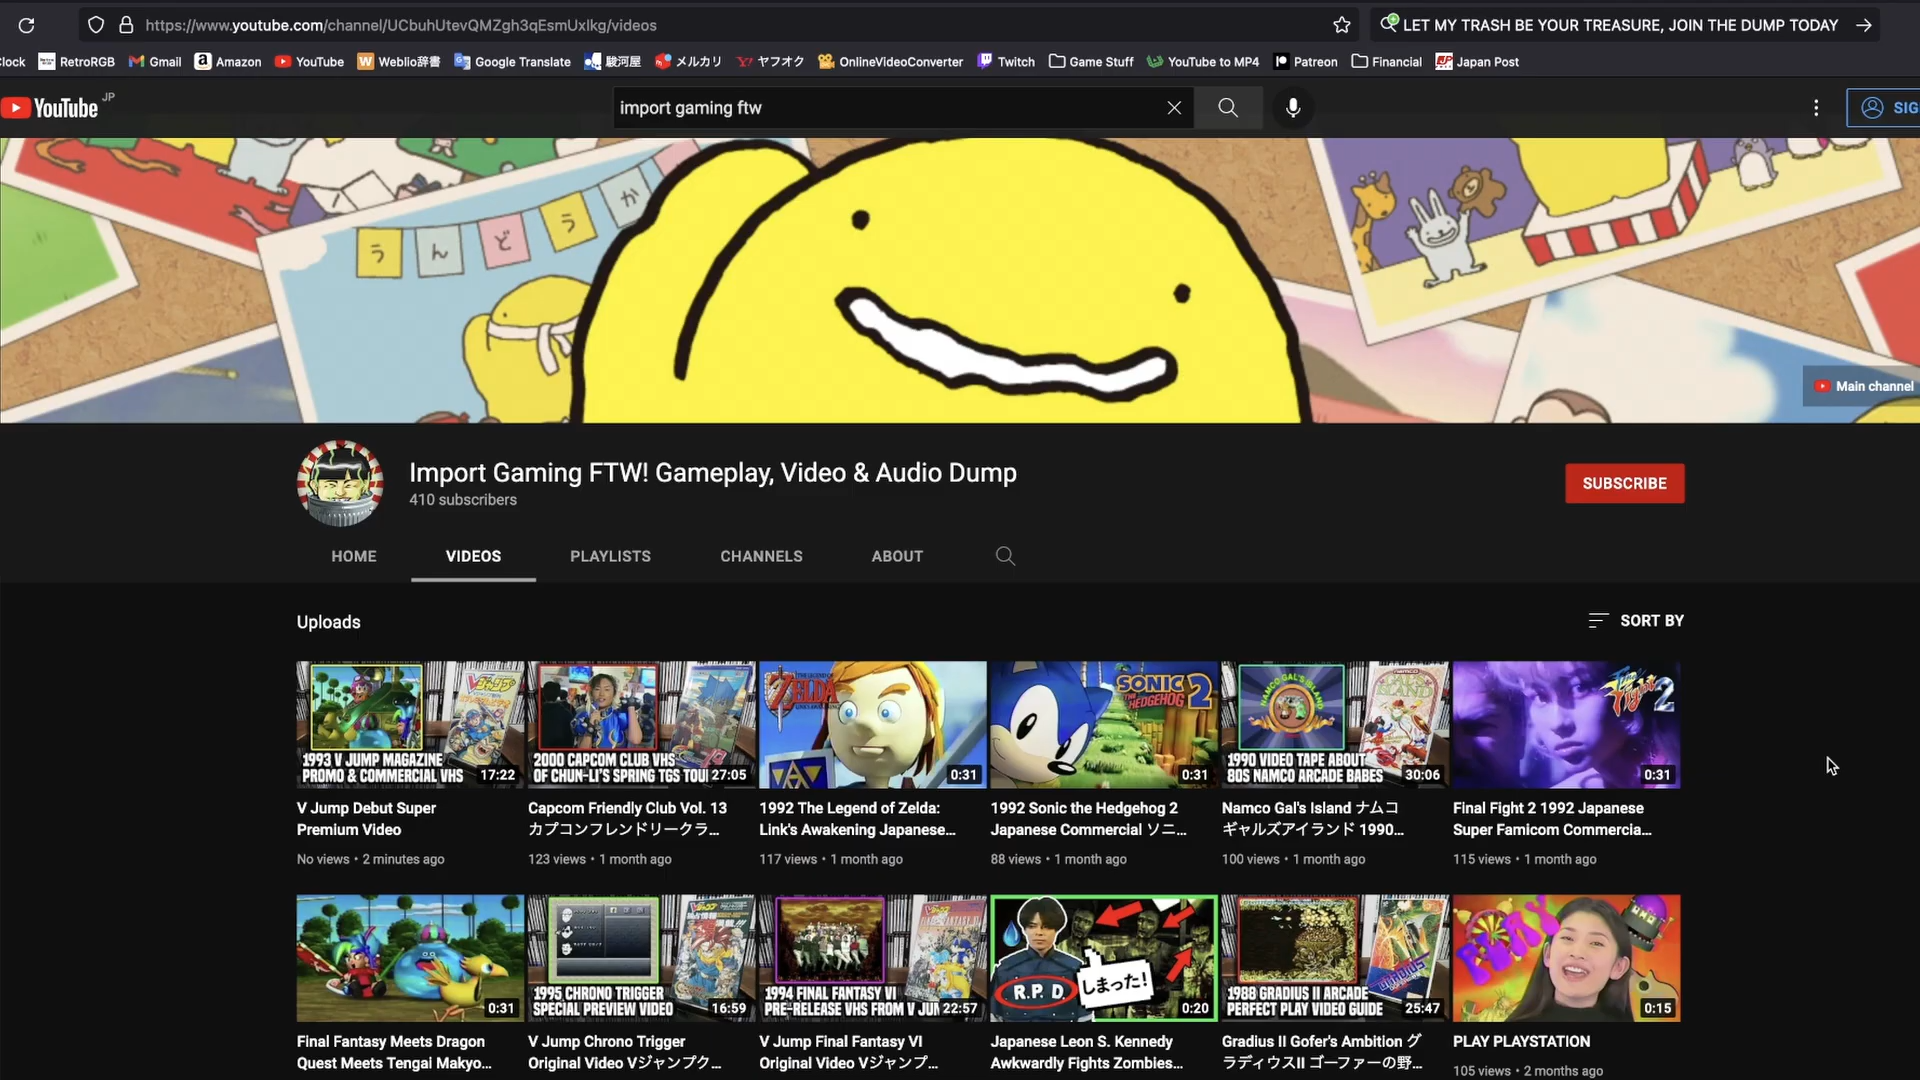 https://www.youtube.com/channel/UCbuhUtevQMZgh3qEsmUxlkg/videos
LET MY TRASH BE YOUR TREASURE, JOIN THE DUMP TODAY
lock RetroRGB Gmail Amazon YouTube Weblio辞書 Google Translate 駿河屋 メルカリ ヤフオク OnlineVideoConverter Twitch Game Stuff YouTube to MP4 Patreon Financial Japan Post
YouTube JP
import gaming ftw
SIG
うんどうか
Main channel
Import Gaming FTW! Gameplay, Video & Audio Dump
410 subscribers
SUBSCRIBE
HOME VIDEOS PLAYLISTS CHANNELS ABOUT
Uploads
SORT BY
1993 V JUMP MAGAZINE
PROMO & COMMERCIAL VHS
17:22
V Jump Debut Super
Premium Video
No views • 2 minutes ago
2000 CAPCOM CLUB VHS
OF CHUN-LI'S SPRING TGS TOU
27:05
Capcom Friendly Club Vol. 13
カプコンフレンドリークラ...
123 views • 1 month ago
ZELDA
0:31
1992 The Legend of Zelda:
Link's Awakening Japanese...
117 views • 1 month ago
SONIC 2
THE HEDGEHOG
0:31
1992 Sonic the Hedgehog 2
Japanese Commercial ソニ...
88 views • 1 month ago
NAMCO GAL'S ISLAND
1990 VIDEO TAPE ABOUT
80S NAMCO ARCADE BABES
30:06
Namco Gal's Island ナムコ
ギャルズアイランド 1990...
100 views • 1 month ago
0:31
Final Fight 2 1992 Japanese
Super Famicom Commercia...
115 views • 1 month ago
0:31
Final Fantasy Meets Dragon
Quest Meets Tengai Makyo...
1995 CHRONO TRIGGER
SPECIAL PREVIEW VIDEO
16:59
V Jump Chrono Trigger
Original Video Vジャンプク...
1994 FINAL FANTASY VI
PRE-RELEASE VHS FROM V JUM
22:57
V Jump Final Fantasy VI
Original Video Vジャンプ...
R.P.D.
しまった!
0:20
Japanese Leon S. Kennedy
Awkwardly Fights Zombies...
1988 GRADIUS II ARCADE
PERFECT PLAY VIDEO GUIDE
25:47
Gradius II Gofer's Ambition グ
ラディウスII ゴーファーの野...
PLAY
0:15
PLAY PLAYSTATION
105 views • 2 months ago